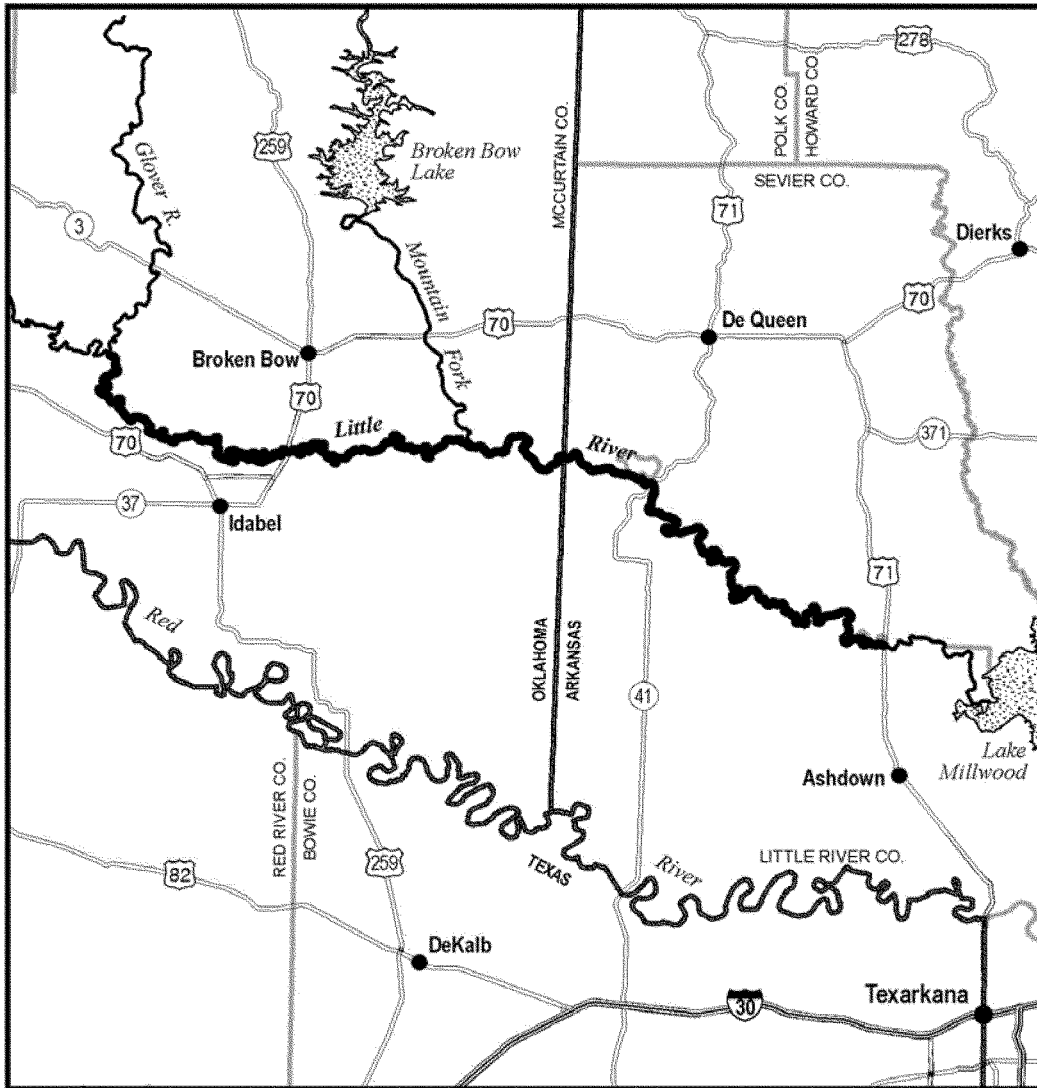 278
POLK CO.
HOWARD CO.
259
Glover R.
Broken Bow
Lake
MCCURTAIN CO.
SEVIER CO.
71
3
Dierks
Mountain
Fork
70
70
De Queen
Broken Bow
70
70
Little
River
371
37
Idabel
71
Red
OKLAHOMA
ARKANSAS
41
Lake
Millwood
Ashdown
RED RIVER CO.
BOWIE CO.
TEXAS
River
LITTLE RIVER CO.
82
259
DeKalb
30
Texarkana